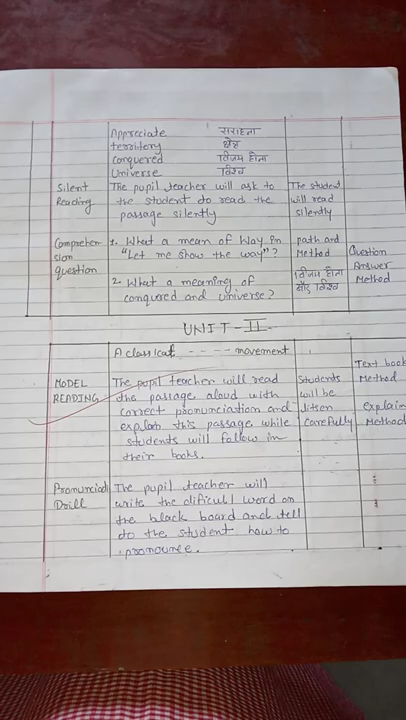 Appreciate सराहना
territery क्षेत्र
Conquered विजय होना
Universe विश्व
Silent The pupil teacher will ask to The student
Reading the student do read the will read
passage silently silently
Comprehen 1. What a mean of Way in path and
sion "Let me show the way"? Method Question
question 2. What a meaning of विजय होना Answer
conquered and universe? और विश्व Method
UNIT-II
A classical ---- movement
Text book
MODEL The pupil teacher will read Students Method
READING the passage aloud with will be
correct pronunciation and litsen explain
explain this passage while carefully Method
students will follow in
their books.
Pronunciati The pupil teacher will
Drill write the dificult word on
the black board and tell
to the student how to
pronounce.